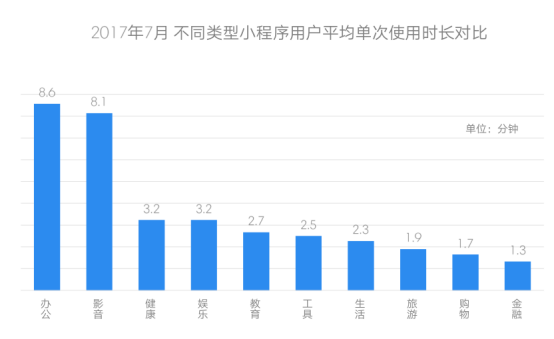 2017年7月 不同类型小程序用户平均单次使用时长对比
单位：分钟
8.6
8.1
3.2
3.2
2.7
2.5
2.3
1.9
1.7
1.3
办公
影音
健康
娱乐
教育
工具
生活
旅游
购物
金融